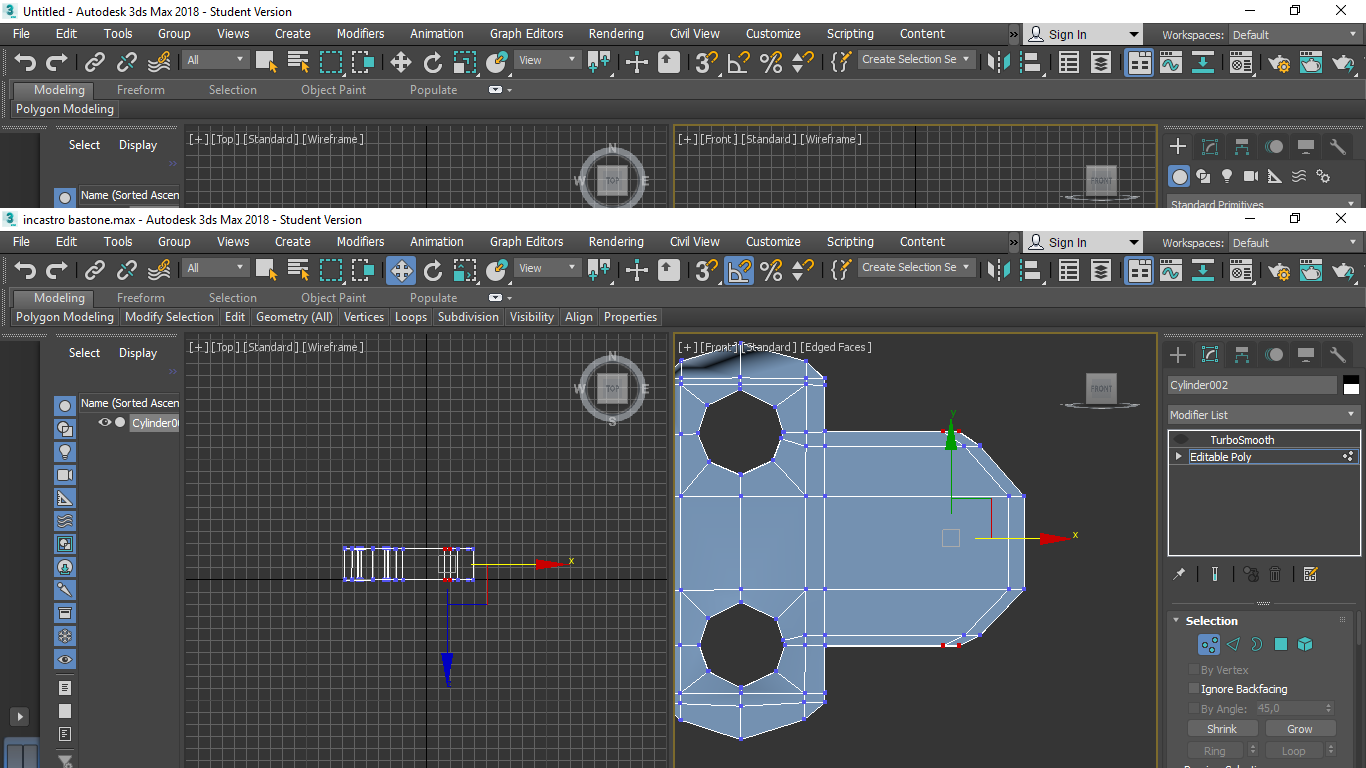 Untitled - Autodesk 3ds Max 2018 - Student Version
File Edit Tools Group Views Create Modifiers Animation Graph Editors Rendering Civil View Customize Scripting Content » Sign In Workspaces: Default
All View Create Selection Se
Modeling Freeform Selection Object Paint Populate
Polygon Modeling
Select Display
[+] [Top] [Standard] [Wireframe]
[+] [Front] [Standard] [Wireframe]
N
W TOP E
FRONT
Name (Sorted Ascen
Standard Primitives
incastro bastone.max - Autodesk 3ds Max 2018 - Student Version
File Edit Tools Group Views Create Modifiers Animation Graph Editors Rendering Civil View Customize Scripting Content » Sign In Workspaces: Default
All View Create Selection Se
Modeling Freeform Selection Object Paint Populate
Polygon Modeling Modify Selection Edit Geometry (All) Vertices Loops Subdivision Visibility Align Properties
Select Display
[+] [Top] [Standard] [Wireframe]
[+] [Front] [Standard] [Edged Faces]
N
W TOP E
S
FRONT
Name (Sorted Ascen
Cylinder00
x
y
x
Cylinder002
Modifier List
TurboSmooth
Editable Poly
Selection
By Vertex
Ignore Backfacing
By Angle: 45,0
Shrink Grow
Ring Loop